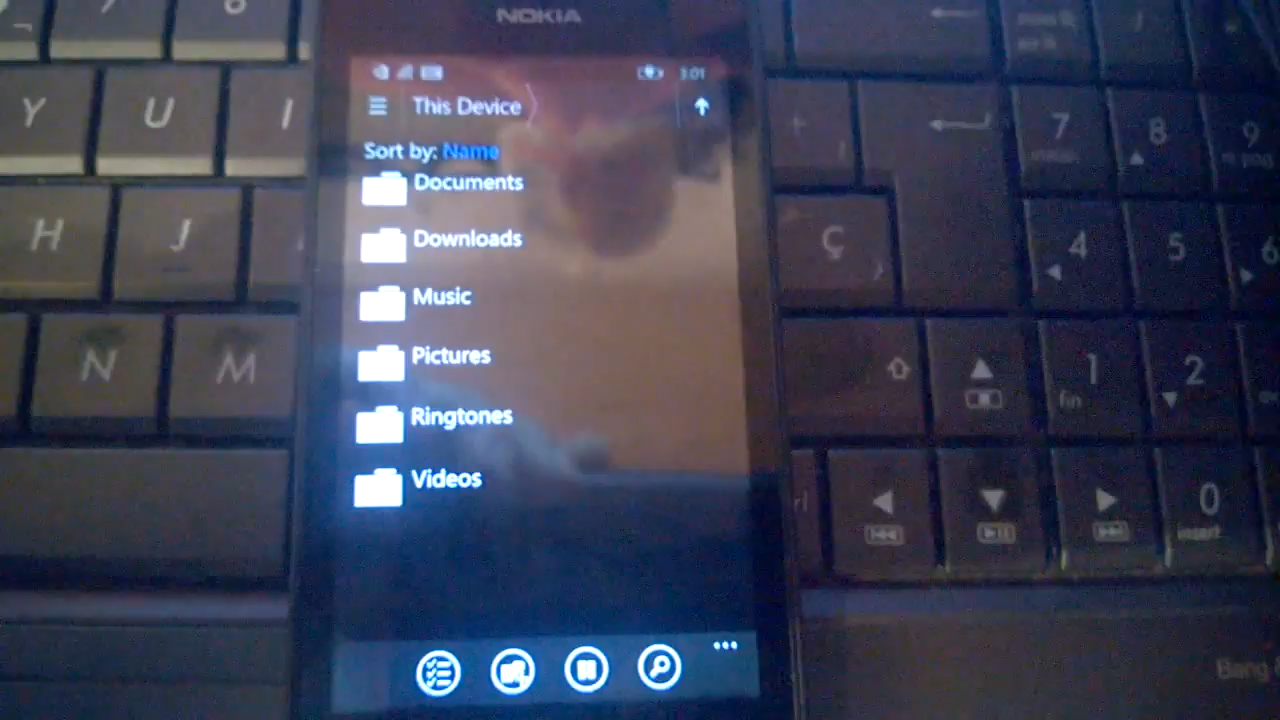 NOKIA
3:01
This Device
Sort by: Name
Documents
Downloads
Music
Pictures
Ringtones
Videos
Y U I
H J
N M
7 8 9
Ç
4 5 6
1 2
fin
0
insert
Bang